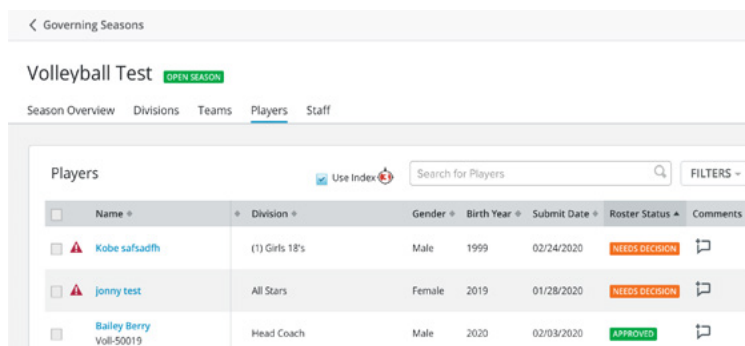 Governing Seasons
Volleyball Test OPEN SEASON
Season Overview Divisions Teams Players Staff
Players Use Index 3 Search for Players FILTERS
Name Division Gender Birth Year Submit Date Roster Status Comments
Kobe safsadfh (1) Girls 18's Male 1999 02/24/2020 NEEDS DECISION
jonny test All Stars Female 2019 01/28/2020 NEEDS DECISION
Bailey Berry Head Coach Male 2020 02/03/2020 APPROVED
Voll-50019